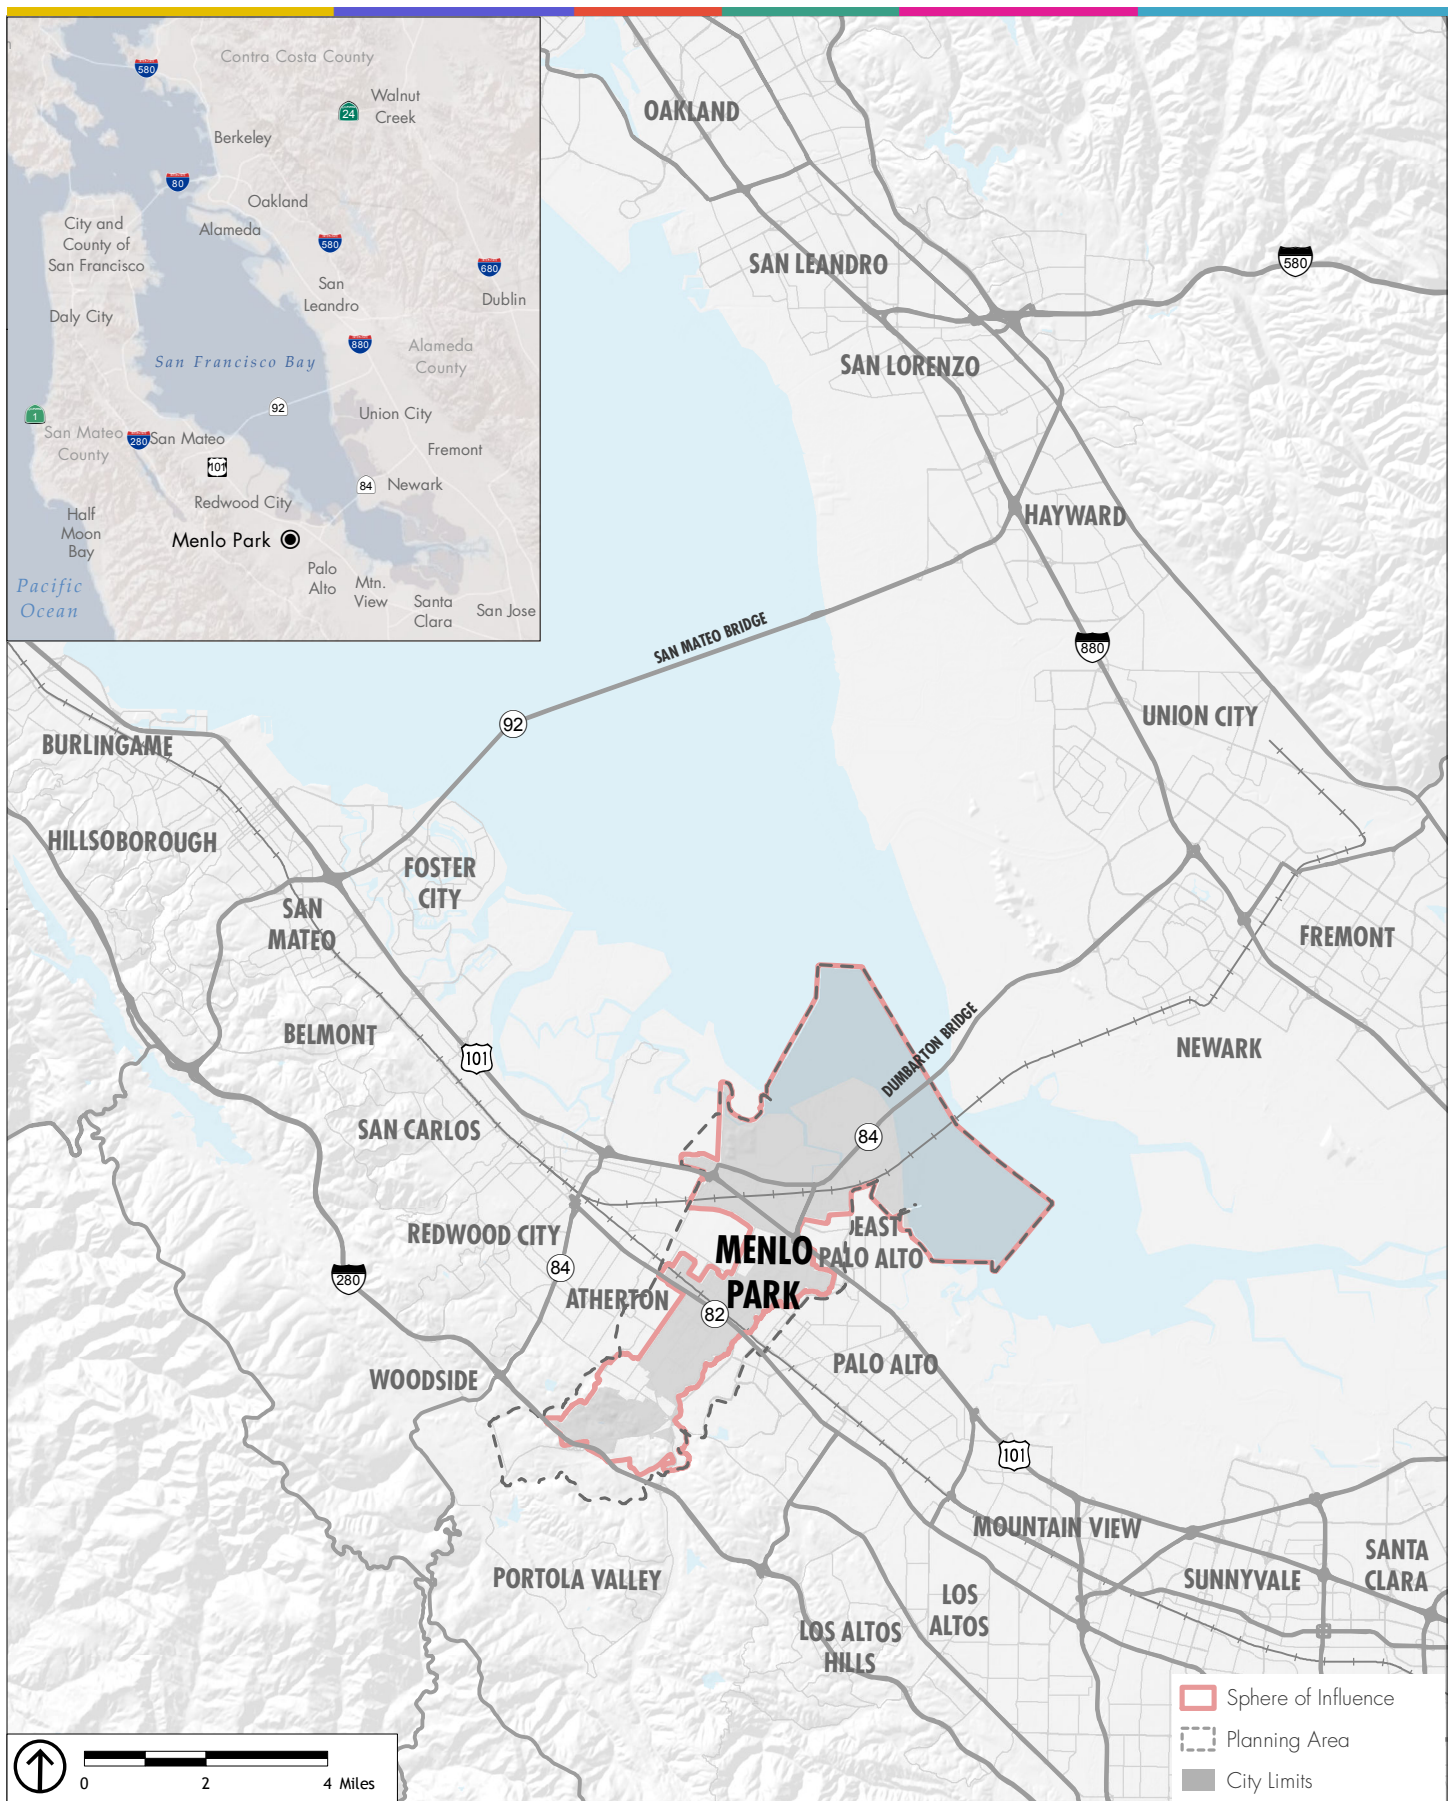 Contra Costa County
580
24
Walnut
Creek
Berkeley
80
Oakland
Alameda
City and
County of
San Francisco
580
680
San
Leandro
Dublin
Daly City
880
Alameda
County
San Francisco Bay
92
Union City
1
San Mateo
County
280
San Mateo
Fremont
101
84
Newark
Redwood City
Half
Moon
Bay
Menlo Park
Palo
Alto
Mtn.
View
Pacific
Ocean
Santa
Clara
San Jose
OAKLAND
SAN LEANDRO
580
SAN LORENZO
HAYWARD
SAN MATEO BRIDGE
880
92
UNION CITY
BURLINGAME
HILLSOBOROUGH
FOSTER
CITY
SAN
MATEO
FREMONT
BELMONT
DUMBARTON BRIDGE
NEWARK
101
SAN CARLOS
84
REDWOOD CITY
EAST
PALO ALTO
MENLO
PARK
84
280
ATHERTON
82
WOODSIDE
PALO ALTO
101
MOUNTAIN VIEW
SANTA
CLARA
PORTOLA VALLEY
SUNNYVALE
LOS
ALTOS
LOS ALTOS
HILLS
Sphere of Influence
Planning Area
City Limits
0 2 4 Miles